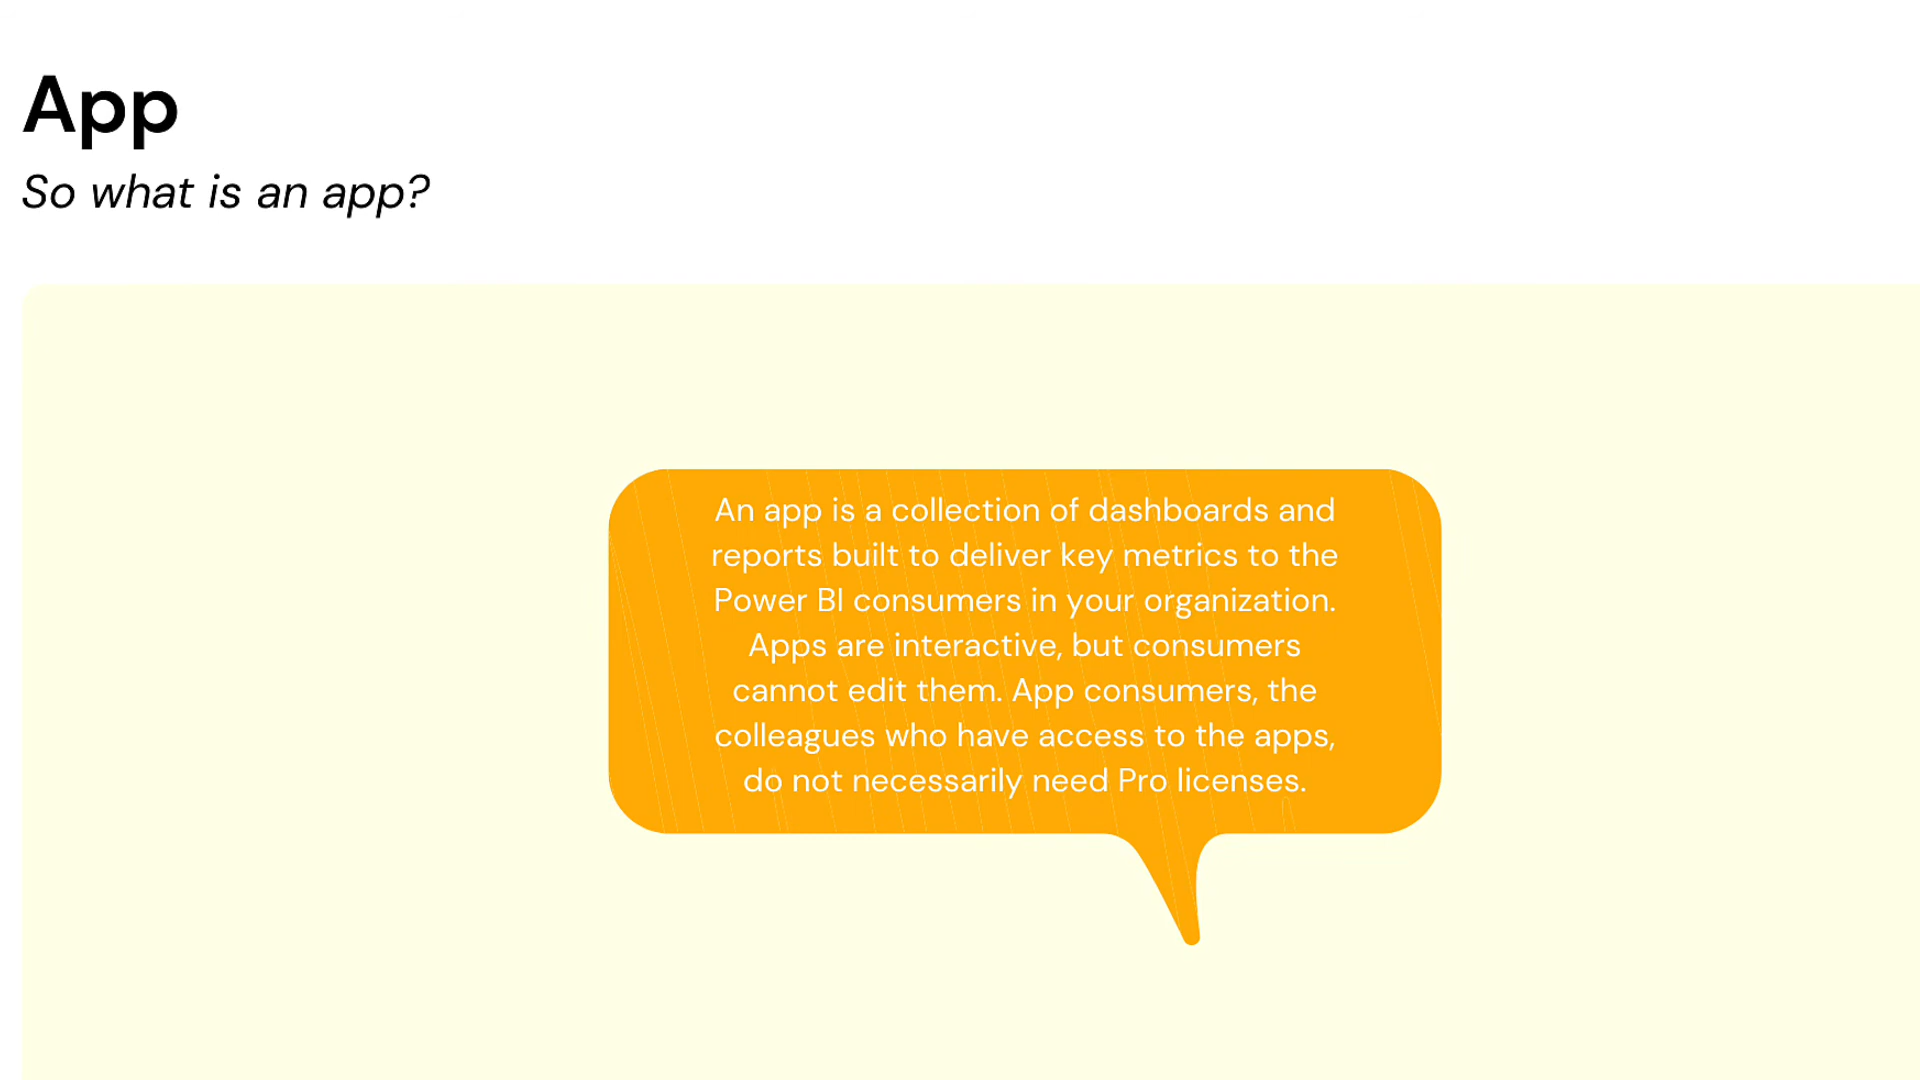 App
So what is an app?
An app is a collection of dashboards and
reports built to deliver key metrics to the
Power BI consumers in your organization.
Apps are interactive, but consumers
cannot edit them. App consumers, the
colleagues who have access to the apps,
do not necessarily need Pro licenses.